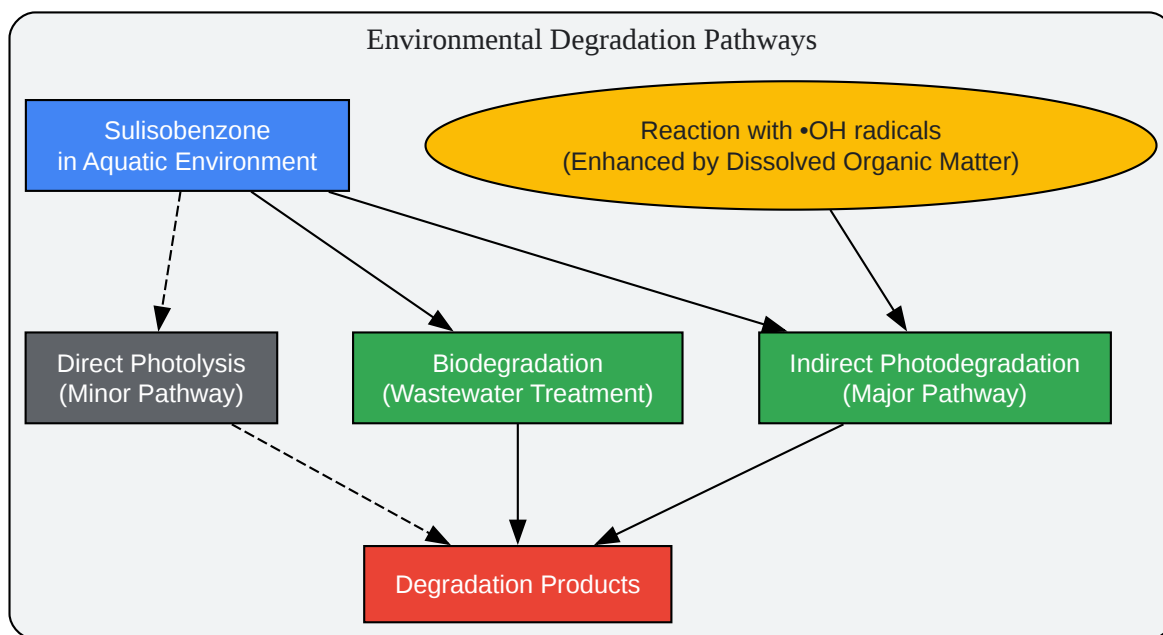 Environmental Degradation Pathways
Sulisobenzone
in Aquatic Environment
Reaction with •OH radicals
(Enhanced by Dissolved Organic Matter)
Direct Photolysis
(Minor Pathway)
Biodegradation
(Wastewater Treatment)
Indirect Photodegradation
(Major Pathway)
Degradation Products